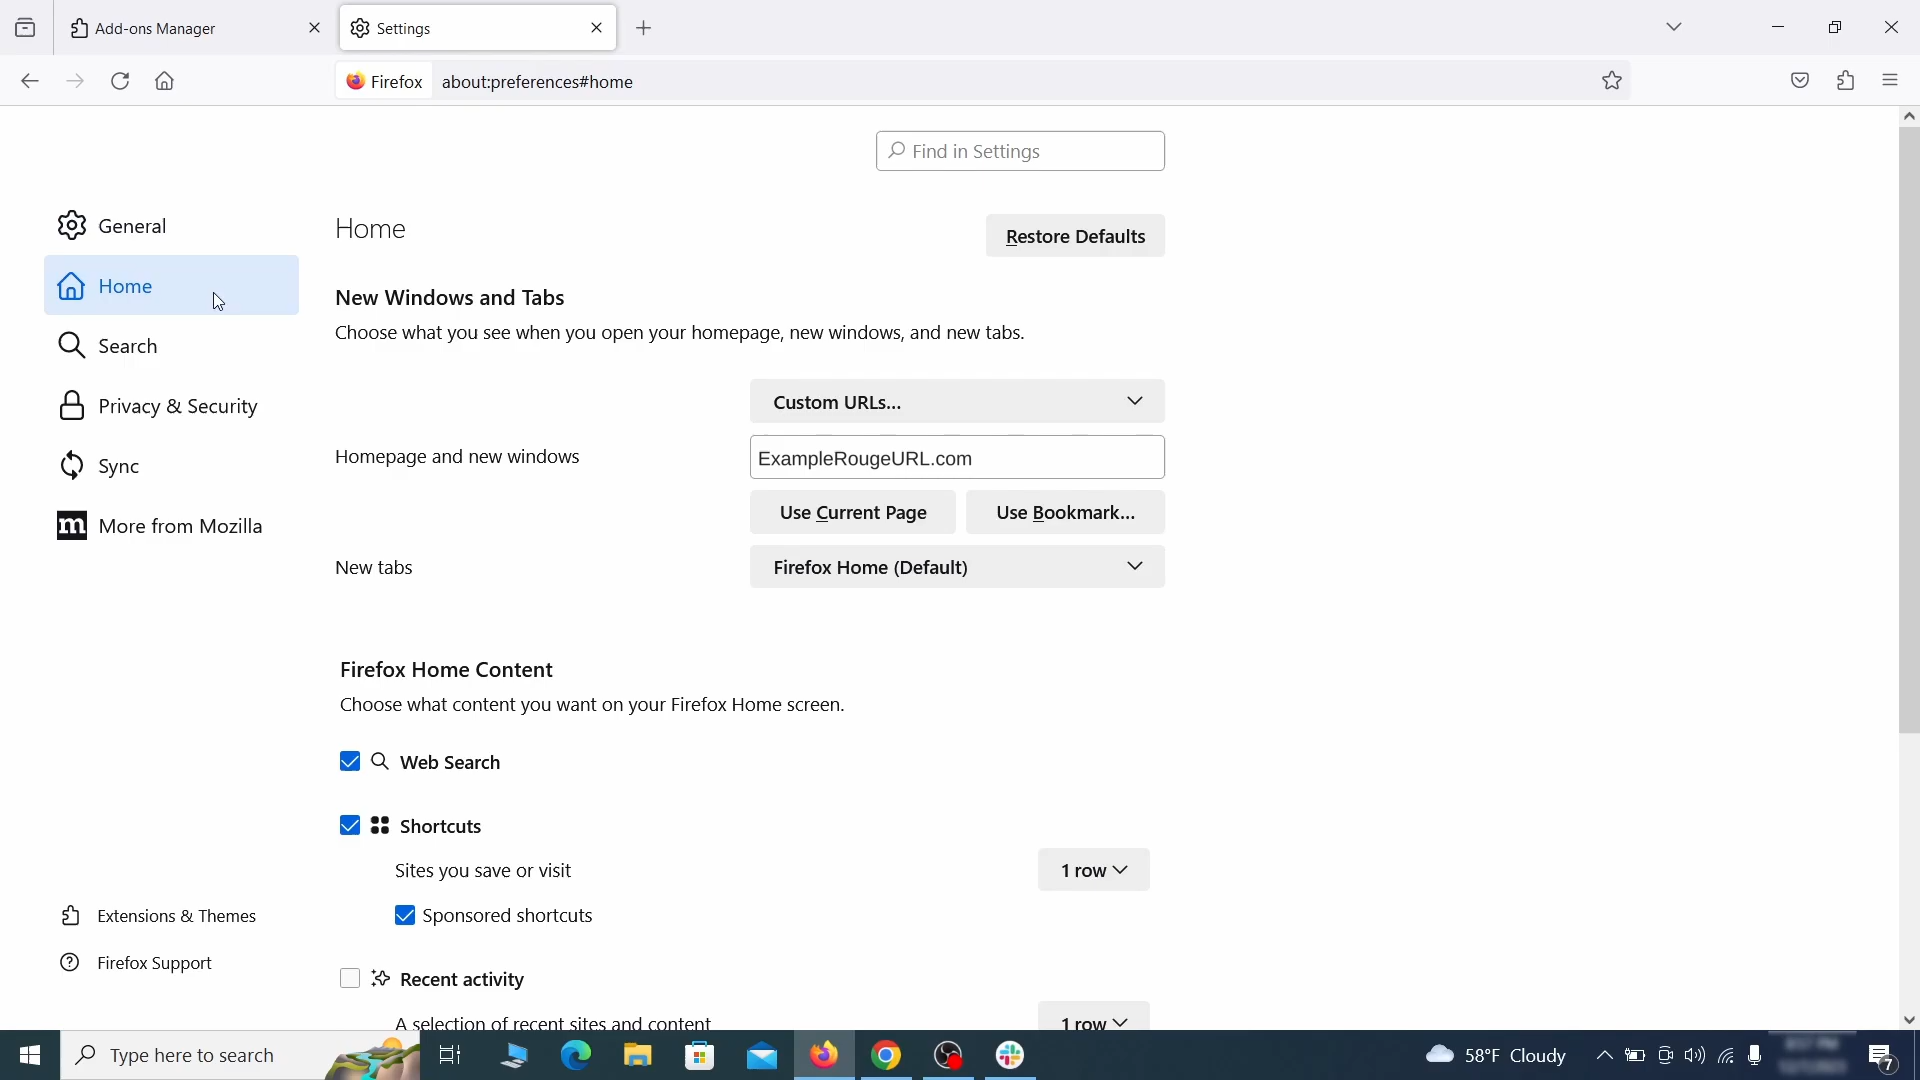 Add-ons Manager
Settings
Firefox about:preferences#home
Find in Settings
General
Home
Search
Privacy & Security
Sync
More from Mozilla
Extensions & Themes
Firefox Support
Home
Restore Defaults
New Windows and Tabs
Choose what you see when you open your homepage, new windows, and new tabs.
Custom URLs...
Homepage and new windows
ExampleRougeURL.com
Use Current Page Use Bookmark...
New tabs Firefox Home (Default)
Firefox Home Content
Choose what content you want on your Firefox Home screen.
Web Search
Shortcuts
Sites you save or visit 1 row
Sponsored shortcuts
Recent activity
A selection of recent sites and content 1 row
Type here to search
58°F Cloudy
7